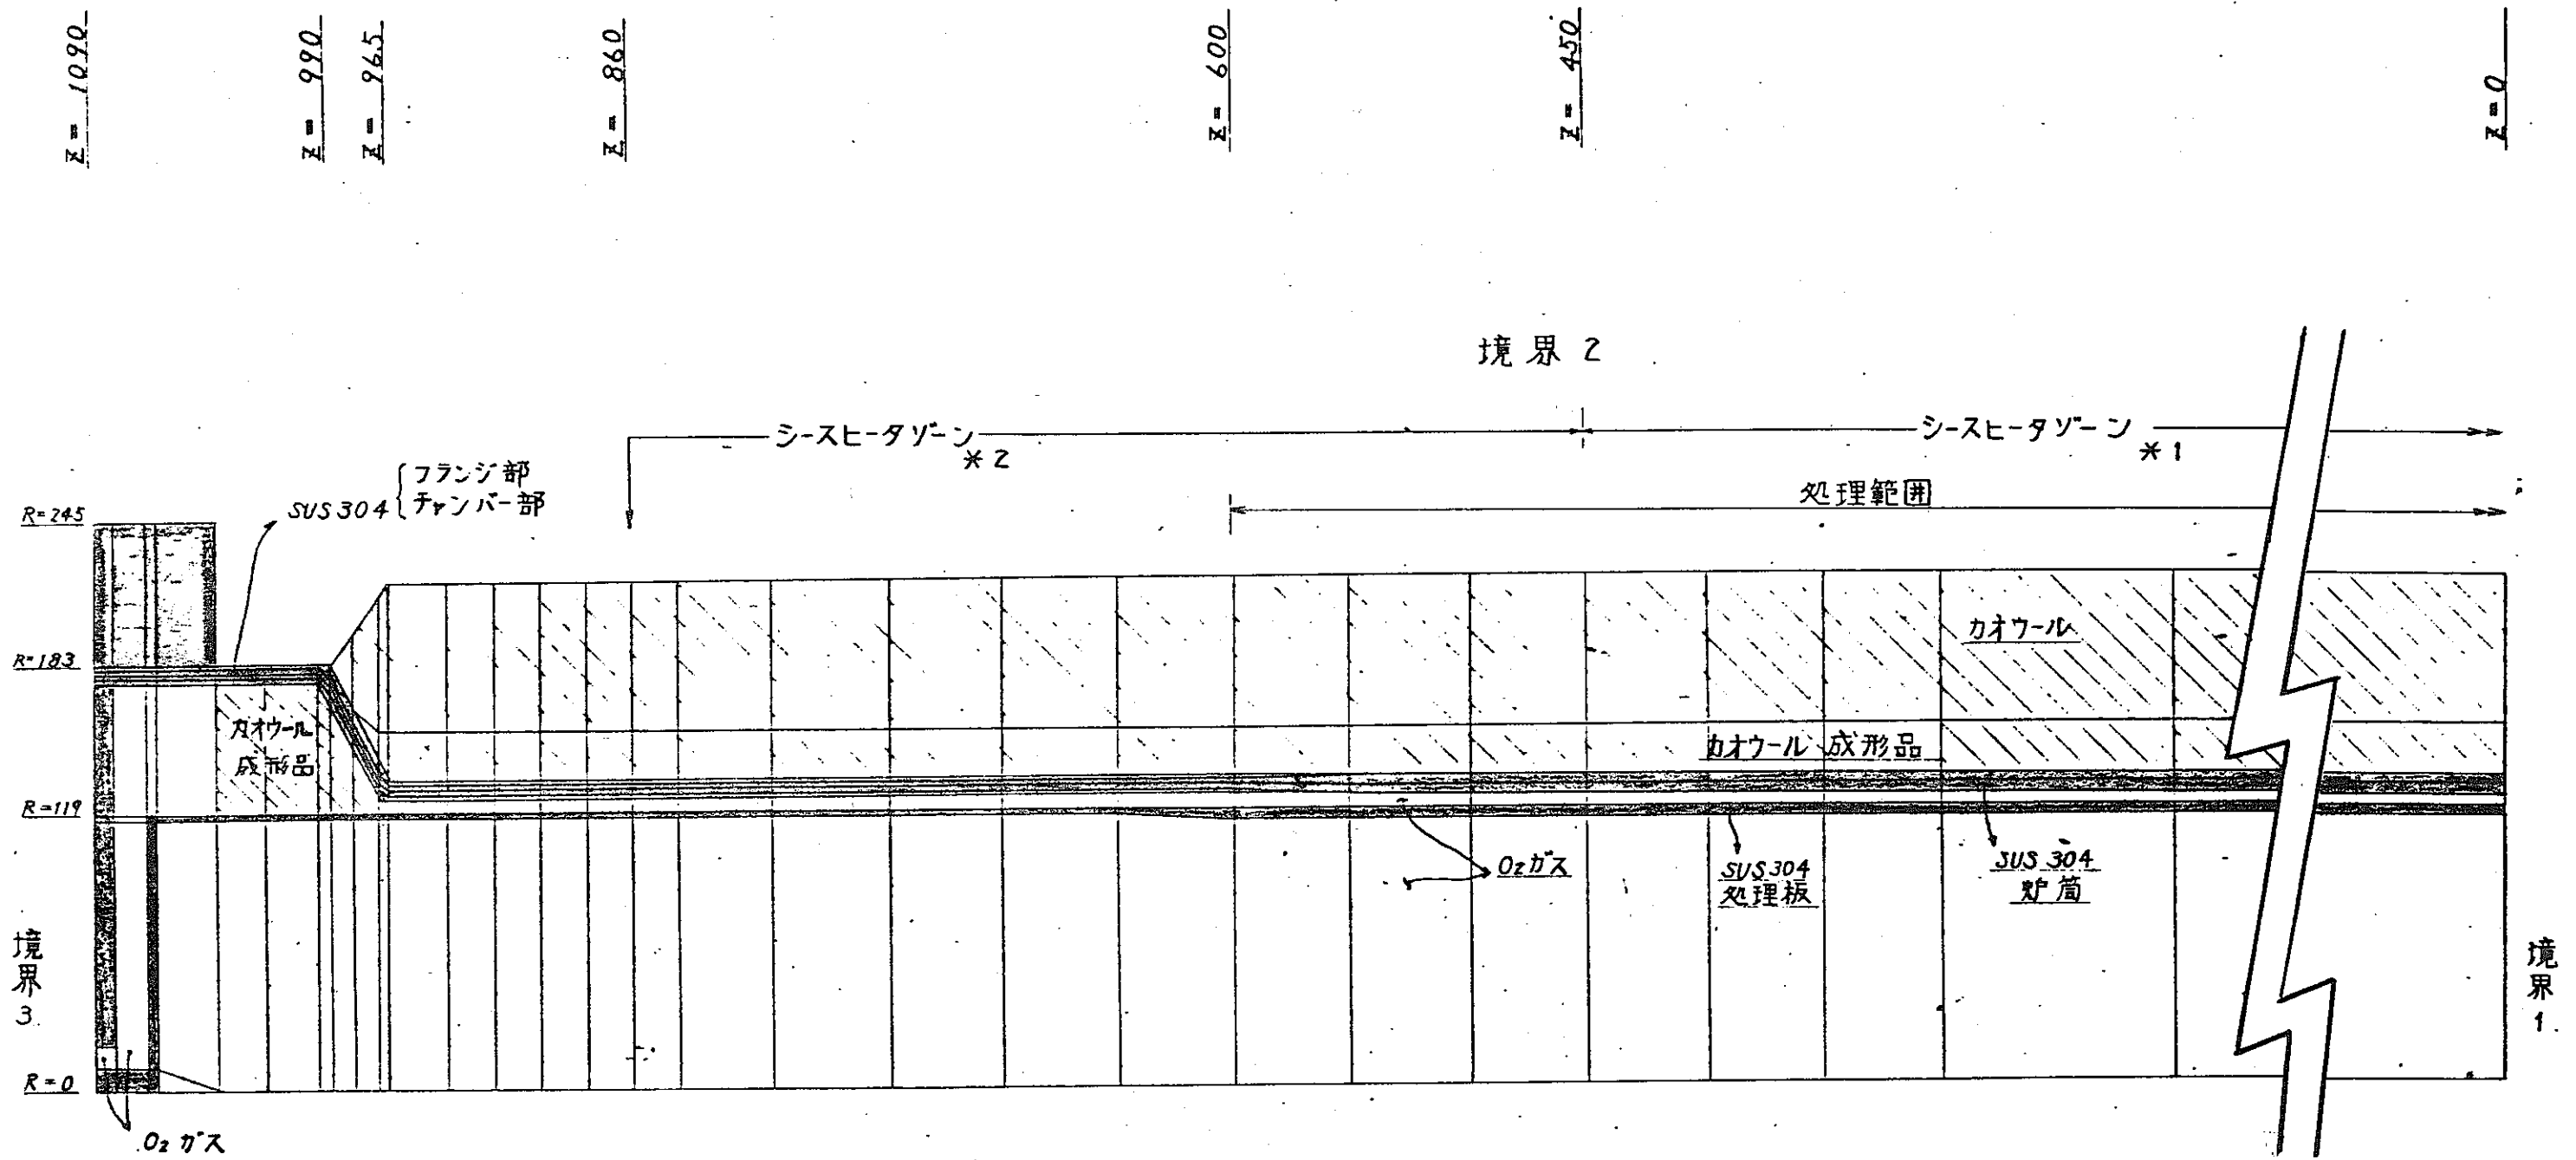 Z= 1090
Z= 990
Z= 965
Z= 860
Z= 600
Z= 450
Z=0
境界 2
シースヒータゾーン
*2
シースヒータゾーン
*1
処理範囲
SUS304 { フランジ部
チャンバー部
R=245
R=183
R=119
R=0
カオウール
カオウール 成形品
カオウール
成形品
O₂ガス
SUS304
処理板
SUS 304
炉筒
境界3
境界1
O₂ガス